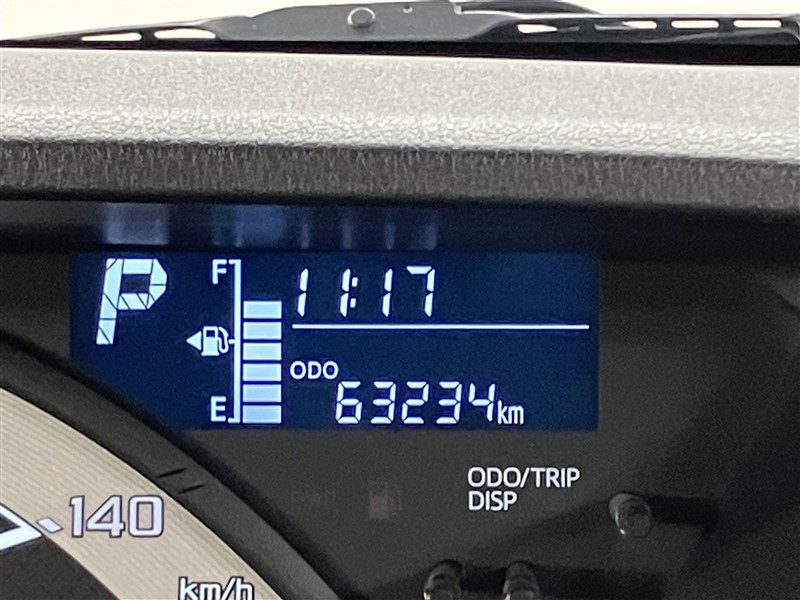 P
F
11:17
ODO
E
63234km
ODO/TRIP
DISP
140
km/h